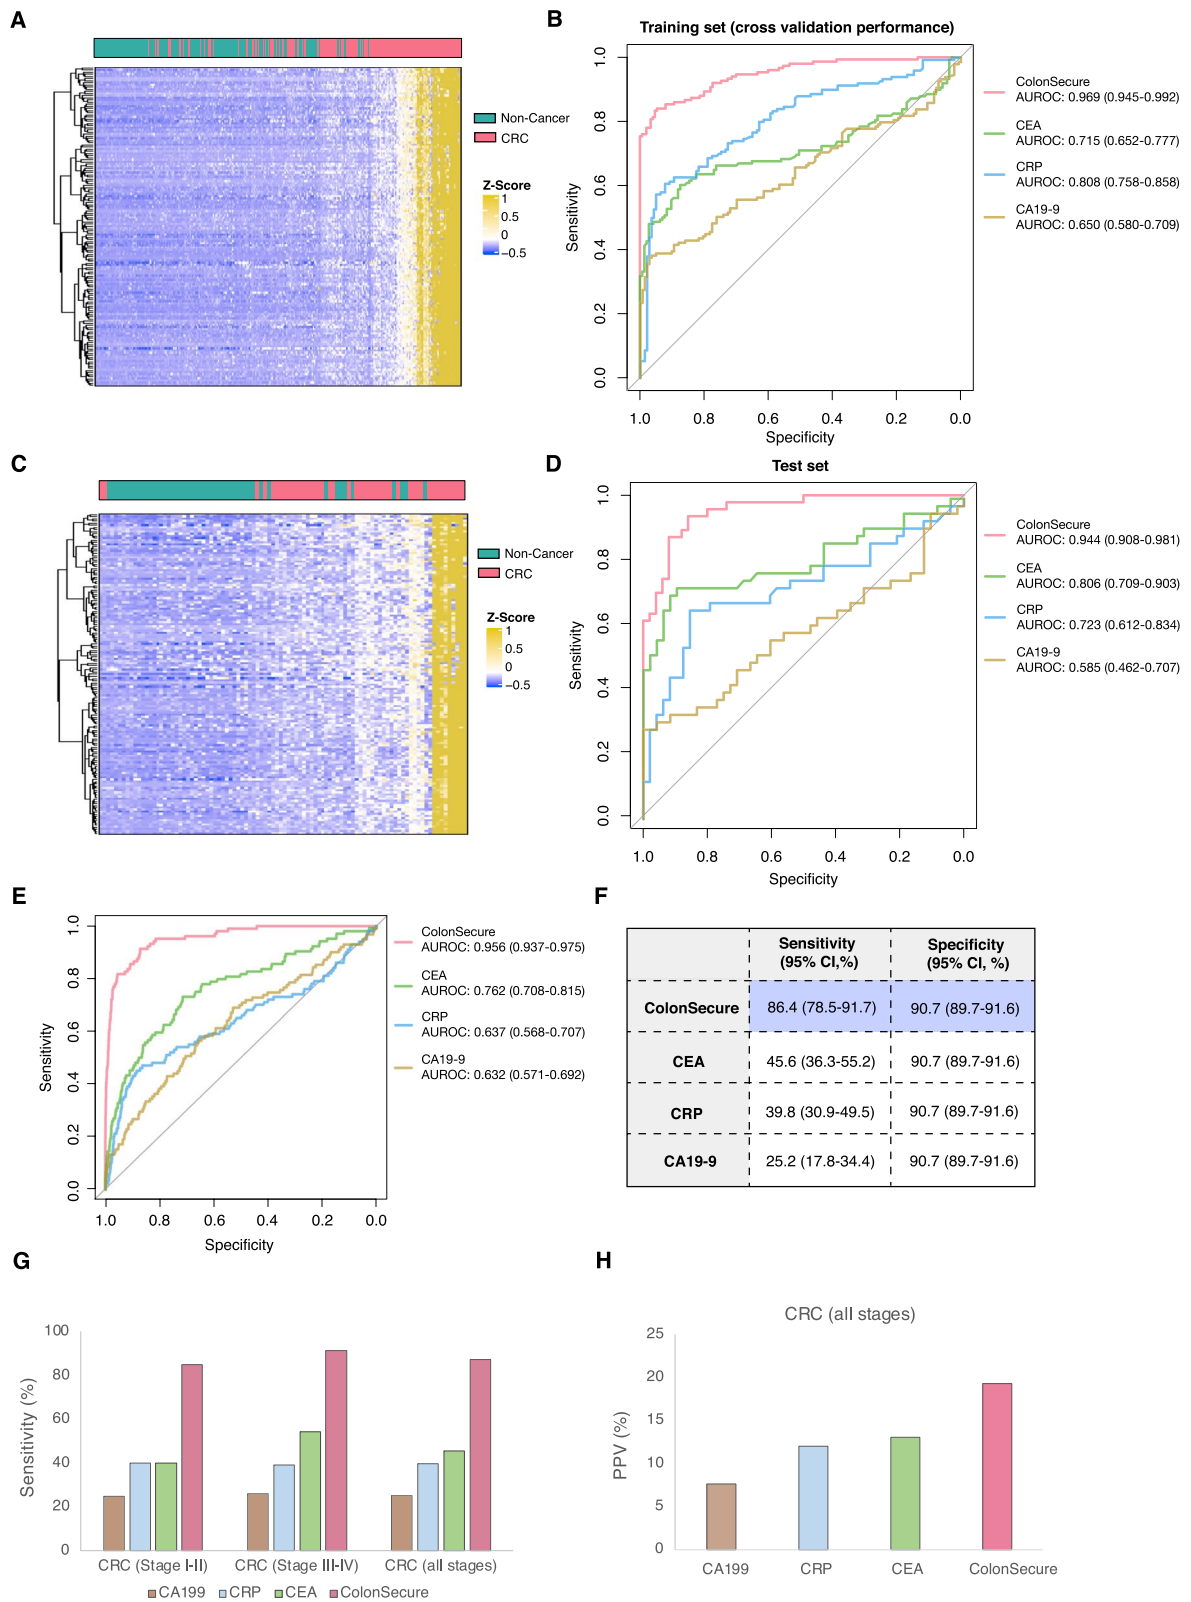 A
Non-Cancer
CRC
Z-Score
1
0.5
0
−0.5
B
Training set (cross validation performance)
1.0
0.8
0.6
0.4
0.2
0.0
Sensitivity
1.0 0.8 0.6 0.4 0.2 0.0
Specificity
ColonSecure
AUROC: 0.969 (0.945-0.992)
CEA
AUROC: 0.715 (0.652-0.777)
CRP
AUROC: 0.808 (0.758-0.858)
CA19-9
AUROC: 0.650 (0.580-0.709)
C
Non-Cancer
CRC
Z-Score
1
0.5
0
−0.5
D
Test set
1.0
0.8
0.6
0.4
0.2
0.0
Sensitivity
1.0 0.8 0.6 0.4 0.2 0.0
Specificity
ColonSecure
AUROC: 0.944 (0.908-0.981)
CEA
AUROC: 0.806 (0.709-0.903)
CRP
AUROC: 0.723 (0.612-0.834)
CA19-9
AUROC: 0.585 (0.462-0.707)
E
1.0
0.8
0.6
0.4
0.2
0.0
Sensitivity
1.0 0.8 0.6 0.4 0.2 0.0
Specificity
ColonSecure
AUROC: 0.956 (0.937-0.975)
CEA
AUROC: 0.762 (0.708-0.815)
CRP
AUROC: 0.637 (0.568-0.707)
CA19-9
AUROC: 0.632 (0.571-0.692)
F
Sensitivity Specificity
(95% CI,%) (95% CI, %)
ColonSecure 86.4 (78.5-91.7) 90.7 (89.7-91.6)
CEA 45.6 (36.3-55.2) 90.7 (89.7-91.6)
CRP 39.8 (30.9-49.5) 90.7 (89.7-91.6)
CA19-9 25.2 (17.8-34.4) 90.7 (89.7-91.6)
G
100
80
60
40
20
0
Sensitivity (%)
CRC (Stage I-II) CRC (Stage III-IV) CRC (all stages)
CA199 CRP CEA ColonSecure
H
CRC (all stages)
25
20
15
10
5
0
PPV (%)
CA199 CRP CEA ColonSecure